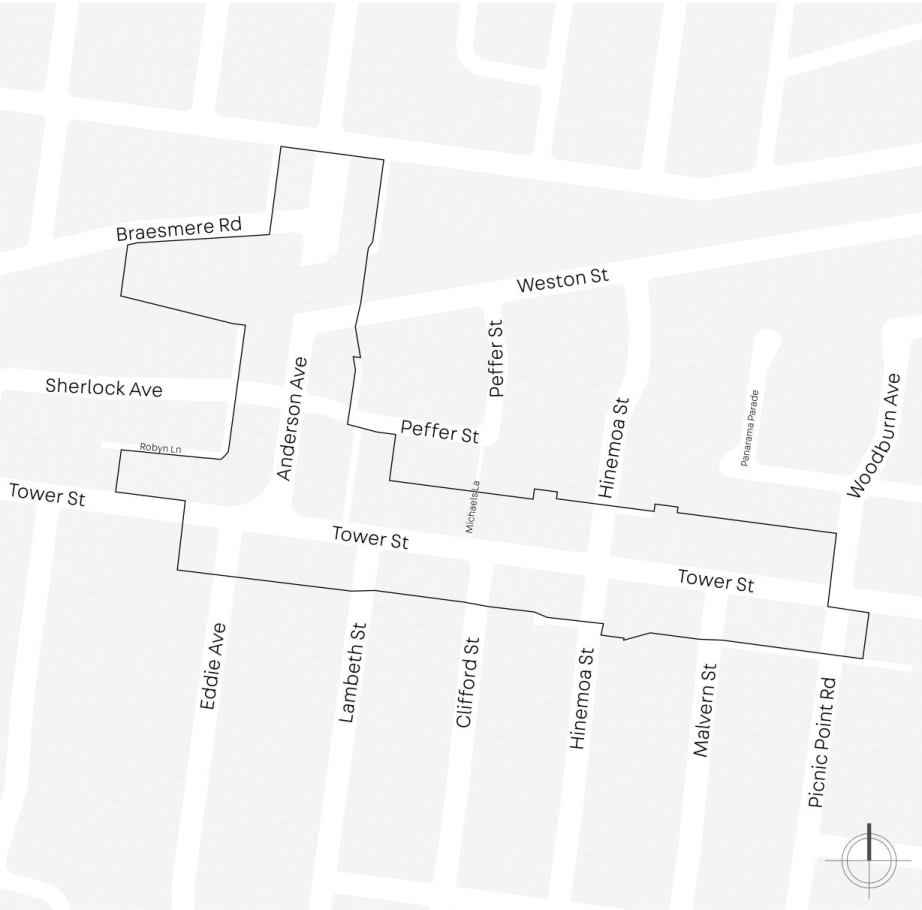 Braesmere Rd
Weston St
Peffer St
Sherlock Ave
Anderson Ave
Panarama Parade
Woodburn Ave
Hinemoa St
Peffer St
Robyn Ln
Tower St
Michaels La
Tower St
Tower St
Eddie Ave
Lambeth St
Clifford St
Hinemoa St
Malvern St
Picnic Point Rd